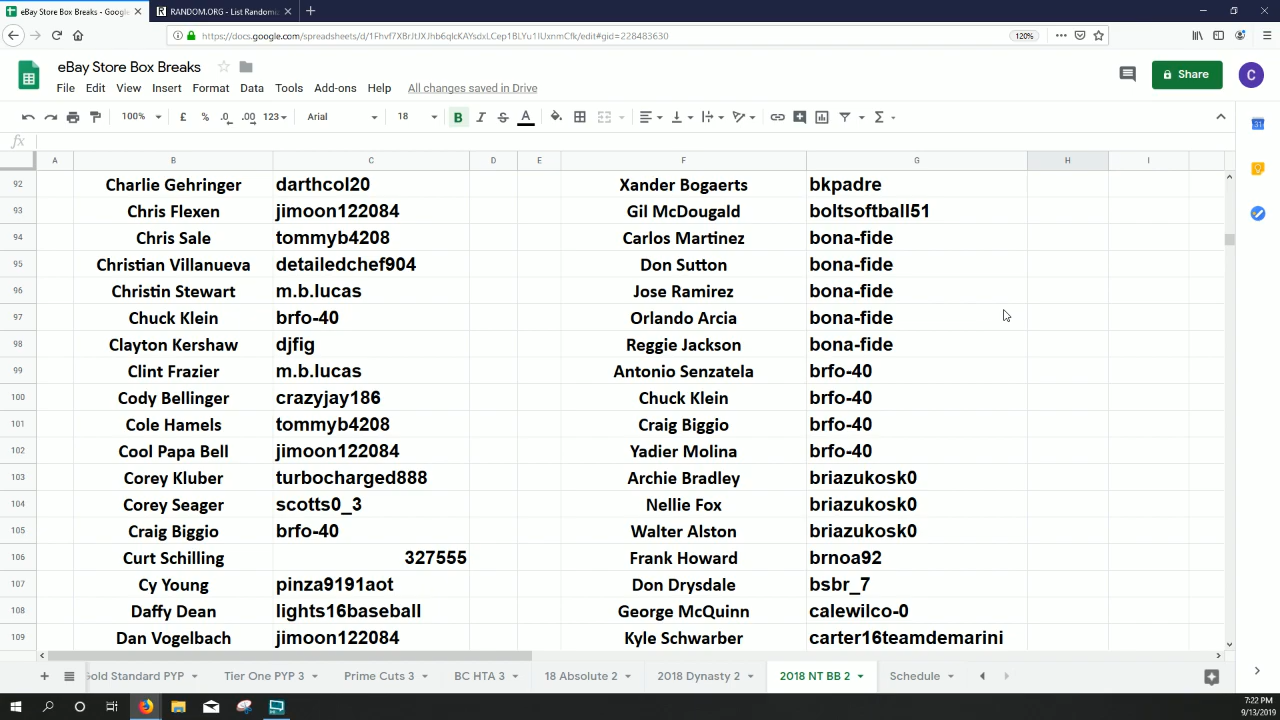 eBay Store Box Breaks - Google
RANDOM.ORG - List Randomi
https://docs.google.com/spreadsheets/d/1Fhvf7XBrJtJXJhb6qlcKAYsdxLCep1BLYu1IUxnmCfk/edit#gid=228483630
120%
eBay Store Box Breaks
File Edit View Insert Format Data Tools Add-ons Help All changes saved in Drive
Share
C
100% £ % .0 .00 123 Arial 18 B I S A
fx
A B C D E F G H I
92 Charlie Gehringer darthcol20 Xander Bogaerts bkpadre
93 Chris Flexen jimoon122084 Gil McDougald boltsoftball51
94 Chris Sale tommyb4208 Carlos Martinez bona-fide
95 Christian Villanueva detailedchef904 Don Sutton bona-fide
96 Christin Stewart m.b.lucas Jose Ramirez bona-fide
97 Chuck Klein brfo-40 Orlando Arcia bona-fide
98 Clayton Kershaw djfig Reggie Jackson bona-fide
99 Clint Frazier m.b.lucas Antonio Senzatela brfo-40
100 Cody Bellinger crazyjay186 Chuck Klein brfo-40
101 Cole Hamels tommyb4208 Craig Biggio brfo-40
102 Cool Papa Bell jimoon122084 Yadier Molina brfo-40
103 Corey Kluber turbocharged888 Archie Bradley briazukosk0
104 Corey Seager scotts0_3 Nellie Fox briazukosk0
105 Craig Biggio brfo-40 Walter Alston briazukosk0
106 Curt Schilling 327555 Frank Howard brnoa92
107 Cy Young pinza9191aot Don Drysdale bsbr_7
108 Daffy Dean lights16baseball George McQuinn calewilco-0
109 Dan Vogelbach jimoon122084 Kyle Schwarber carter16teamdemarini
Gold Standard PYP Tier One PYP 3 Prime Cuts 3 BC HTA 3 18 Absolute 2 2018 Dynasty 2 2018 NT BB 2 Schedule
7:22 PM
9/13/2019